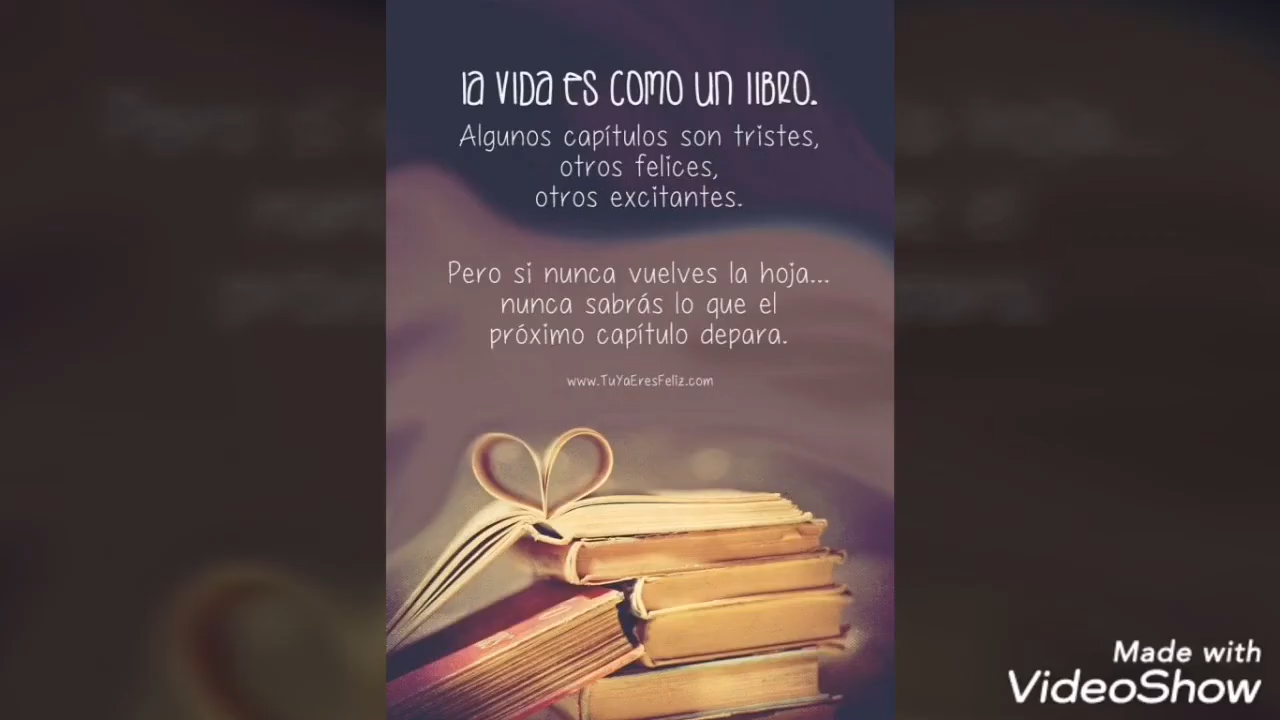 la vida es como un libro.
Algunos capítulos son tristes,
otros felices,
otros excitantes.
Pero si nunca vuelves la hoja...
nunca sabrás lo que el
próximo capítulo depara.
www.TuYaEresFeliz.com
Made with
VideoShow